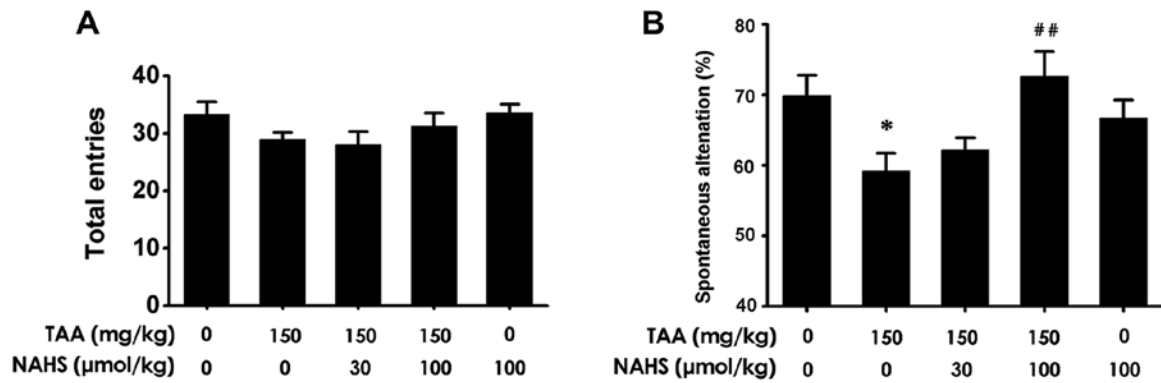 A
Total entries
40
30
20
10
0
TAA (mg/kg) 0 150 150 150 0
NAHS (µmol/kg) 0 0 30 100 100
B
Spontaneous altenation (%)
80
70
60
50
40
*
##
TAA (mg/kg) 0 150 150 150 0
NAHS (µmol/kg) 0 0 30 100 100